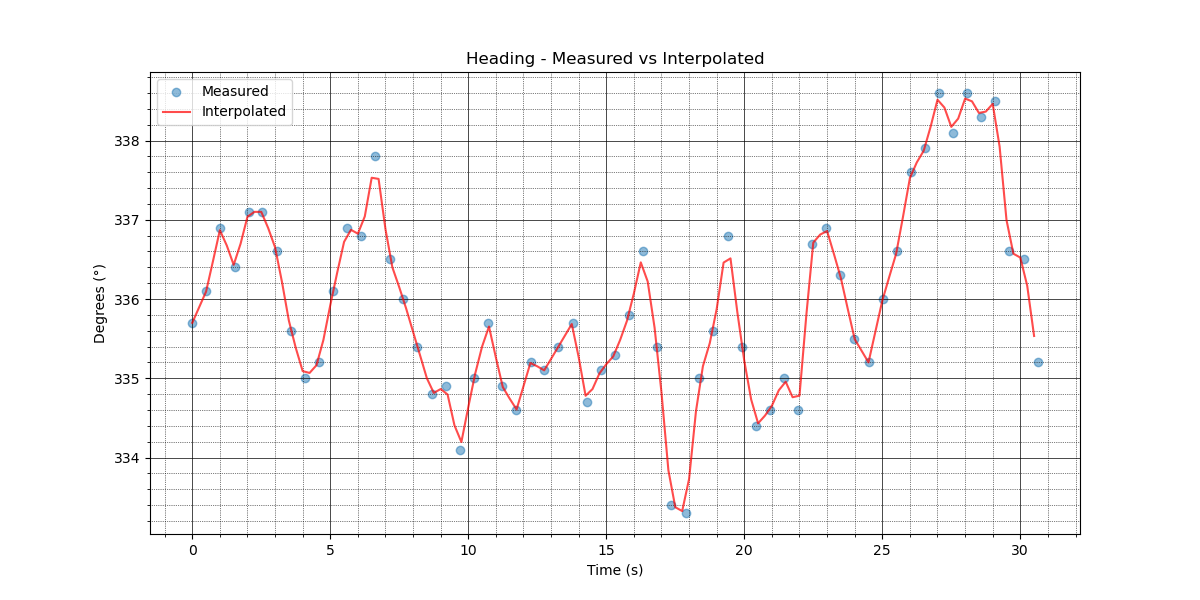 Heading - Measured vs Interpolated
Measured
Interpolated
338
337
336
335
334
Degrees (°)
0 5 10 15 20 25 30
Time (s)